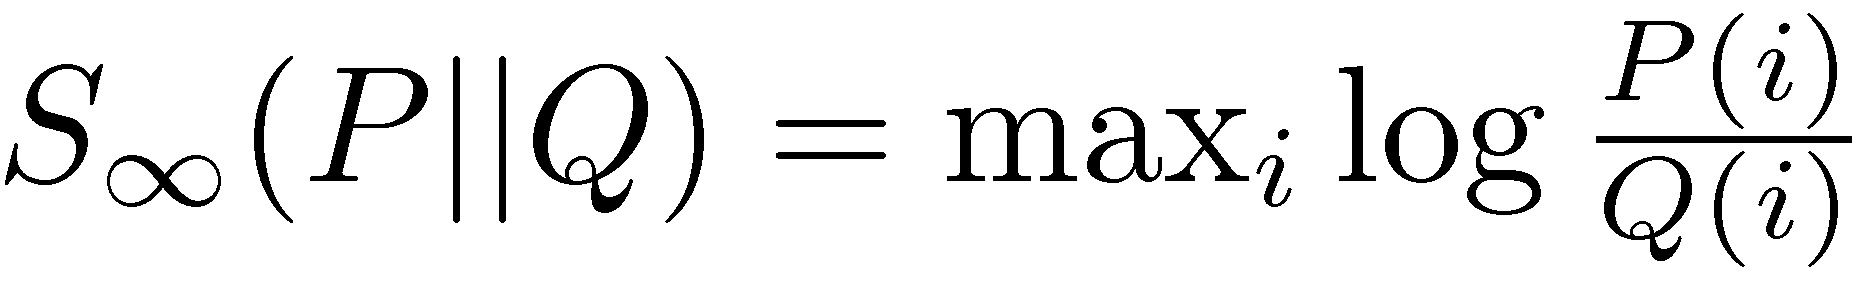 S_∞(P||Q) = max_i log P(i)/Q(i)